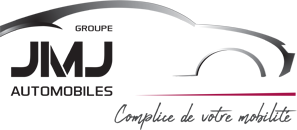 GROUPE
JMJ
AUTOMOBILES
Complice de votre mobilité